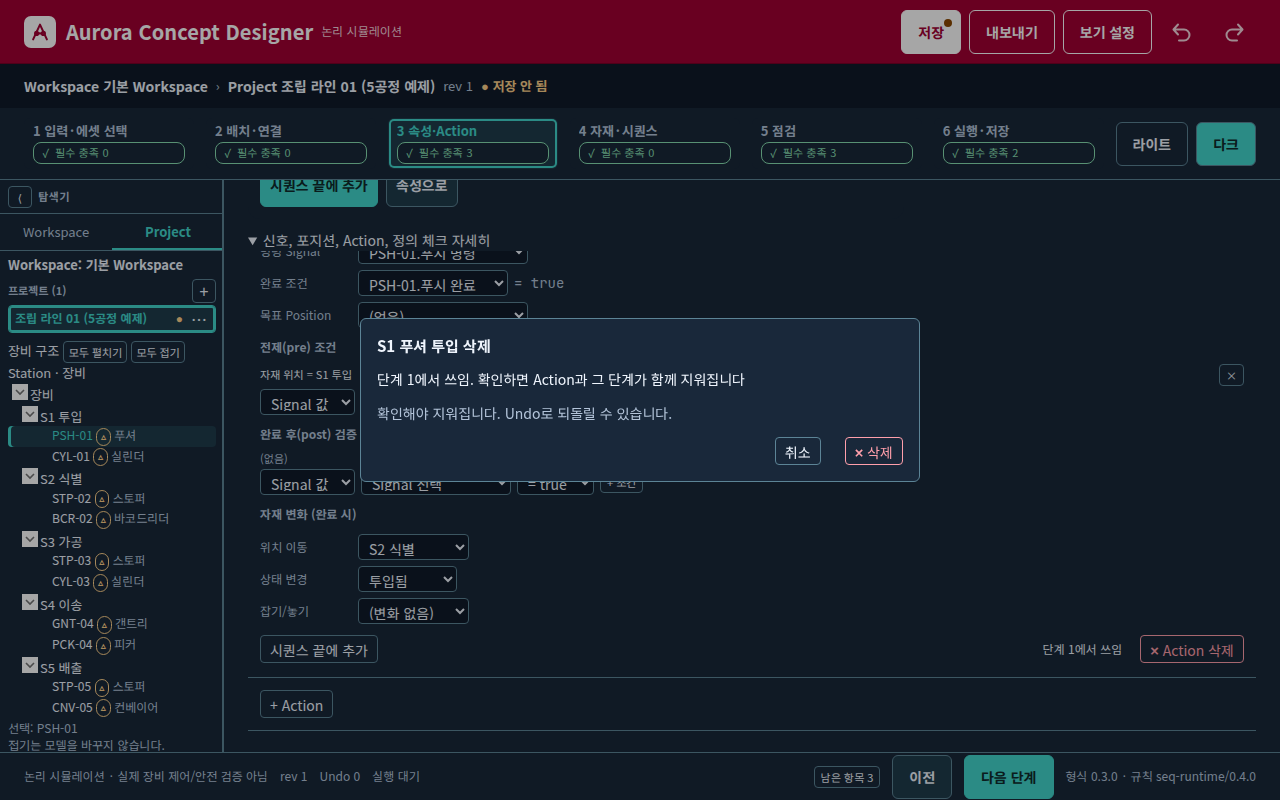 Aurora Concept Designer 논리 시뮬레이션
저장 내보내기 보기 설정
Workspace 기본 Workspace › Project 조립 라인 01 (5공정 예제) rev 1 ● 저장 안 됨
1 입력·에셋 선택
✓ 필수 충족 0
2 배치·연결
✓ 필수 충족 0
3 속성·Action
✓ 필수 충족 3
4 자재·시퀀스
✓ 필수 충족 0
5 점검
✓ 필수 충족 3
6 실행·저장
✓ 필수 충족 2
라이트 다크
⟨ 탐색기
Workspace Project
Workspace: 기본 Workspace
프로젝트 (1) +
조립 라인 01 (5공정 예제) ● ···
장비 구조 모두 펼치기 모두 접기
Station · 장비
장비
S1 투입
PSH-01 푸셔
CYL-01 실린더
S2 식별
STP-02 스토퍼
BCR-02 바코드리더
S3 가공
STP-03 스토퍼
CYL-03 실린더
S4 이송
GNT-04 갠트리
PCK-04 피커
S5 배출
STP-05 스토퍼
CNV-05 컨베이어
선택: PSH-01
접기는 모델을 바꾸지 않습니다.
시퀀스 끝에 추가 속성으로
▼ 신호, 포지션, Action, 정의 체크 자세히
명령 Signal PSH-01.푸시 명령
완료 조건 PSH-01.푸시 완료 = true
목표 Position (없음)
전제(pre) 조건
자재 위치 = S1 투입 ×
Signal 값
S1 푸셔 투입 삭제
단계 1에서 쓰임. 확인하면 Action과 그 단계가 함께 지워집니다
확인해야 지워집니다. Undo로 되돌릴 수 있습니다.
취소 × 삭제
완료 후(post) 검증
(없음)
Signal 값 Signal 선택 = true + 조건
자재 변화 (완료 시)
위치 이동 S2 식별
상태 변경 투입됨
잡기/놓기 (변화 없음)
시퀀스 끝에 추가 단계 1에서 쓰임 × Action 삭제
+ Action
논리 시뮬레이션 · 실제 장비 제어/안전 검증 아님 rev 1 Undo 0 실행 대기
남은 항목 3 이전 다음 단계 형식 0.3.0 · 규칙 seq-runtime/0.4.0